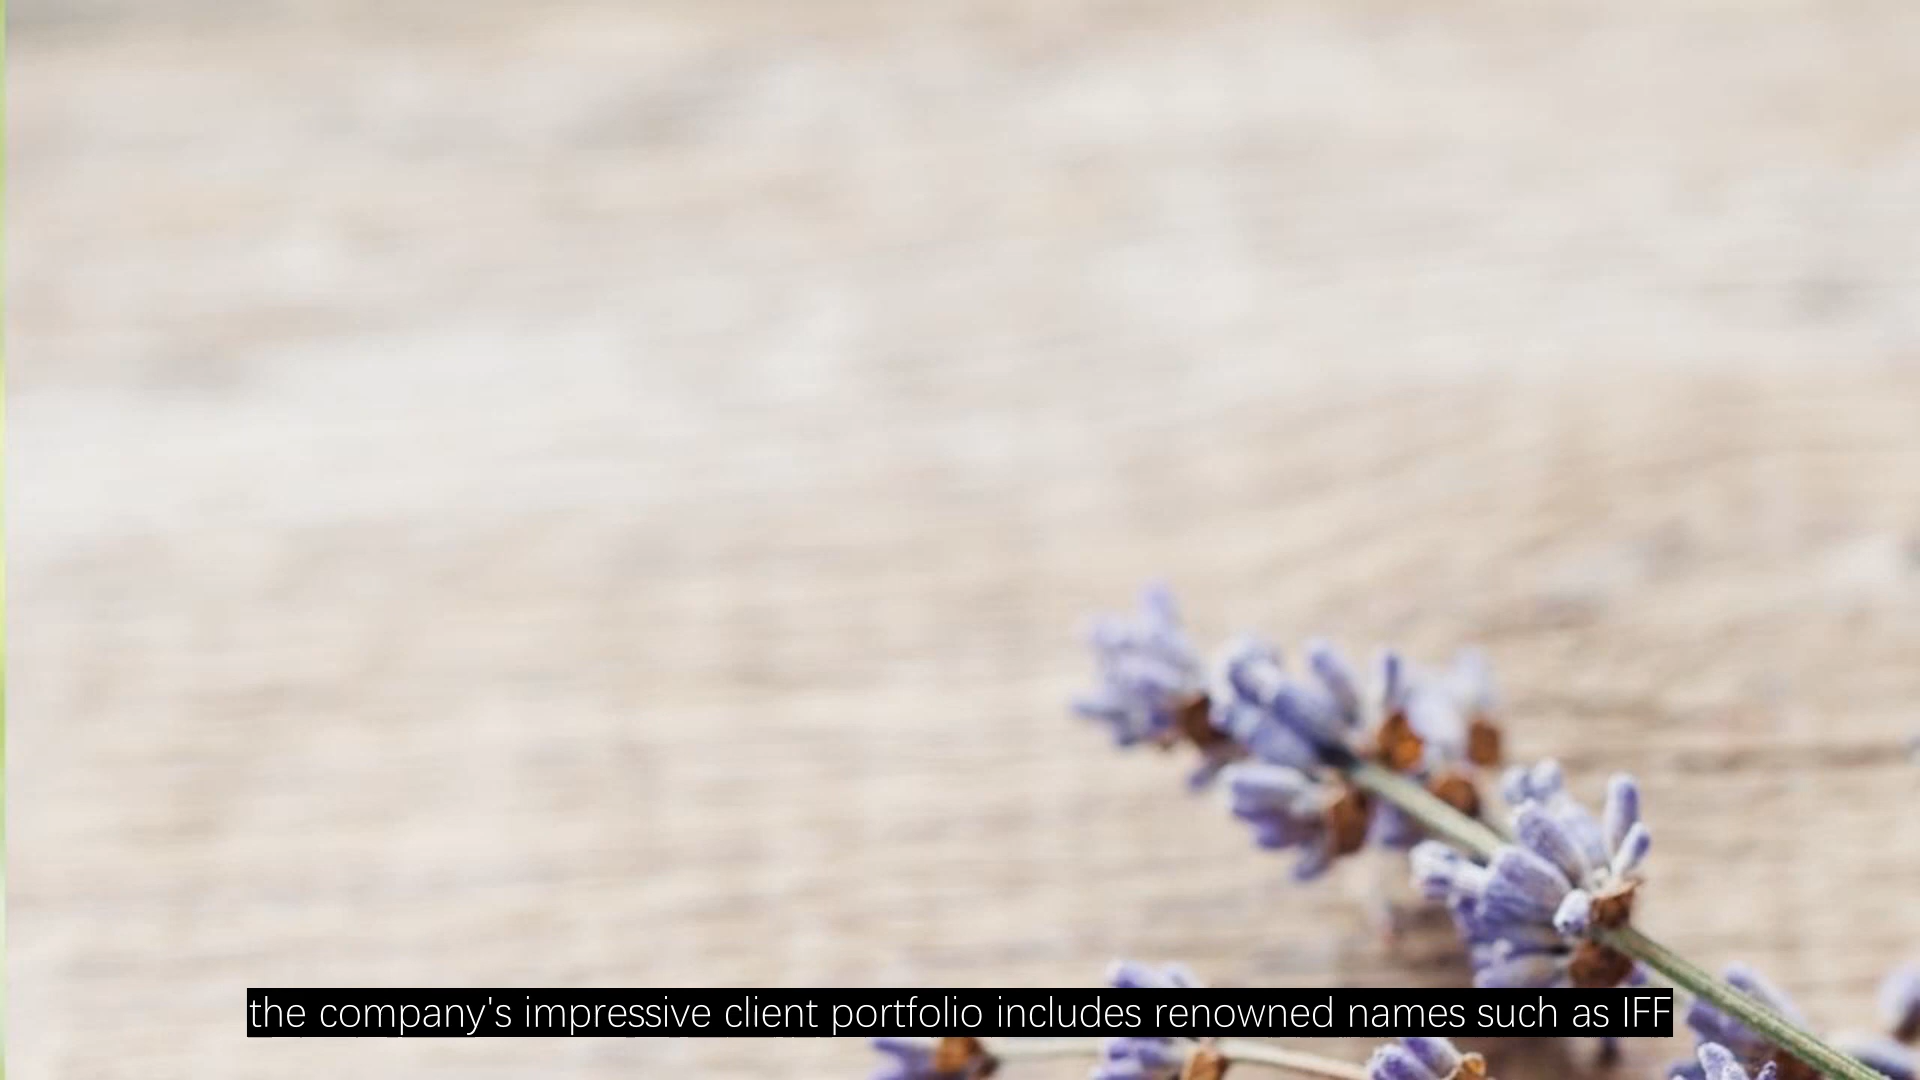 the company's impressive client portfolio includes renowned names such as IFF